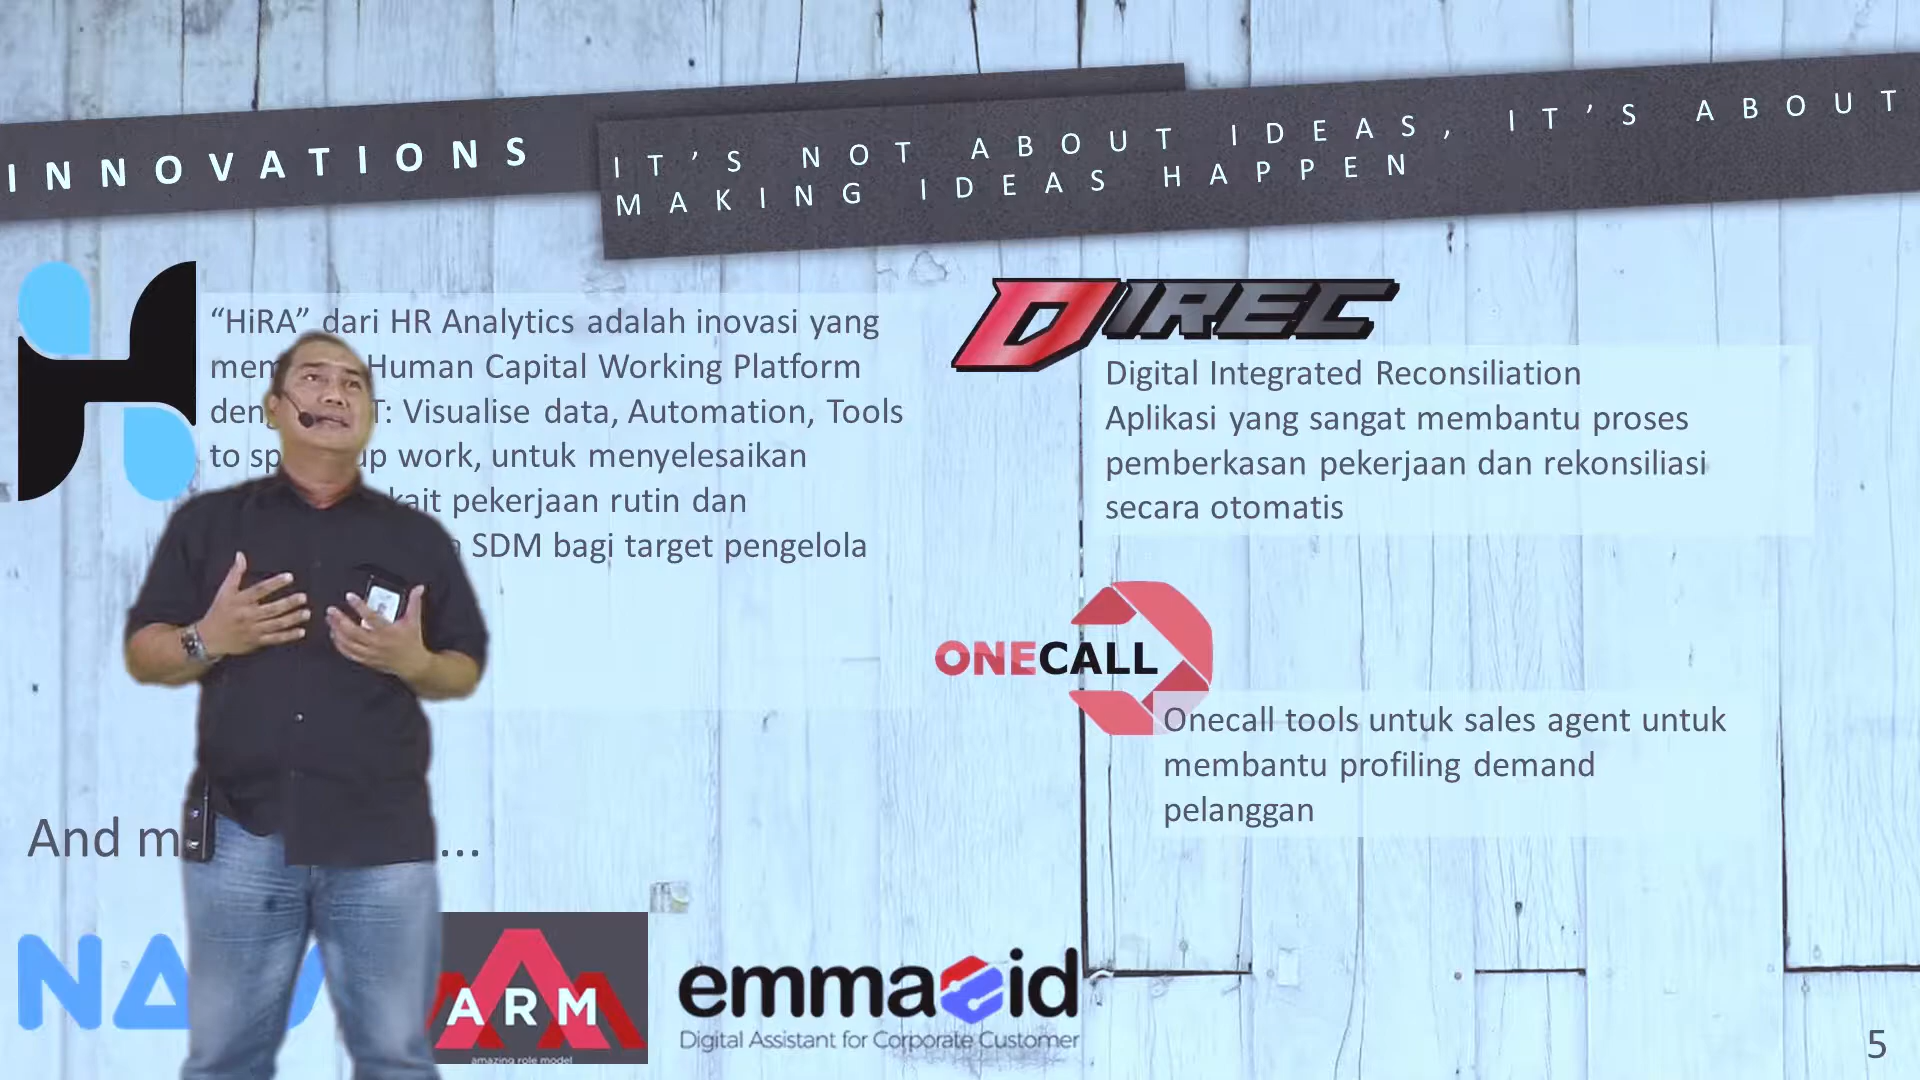 INNOVATIONS
IT'S NOT ABOUT IDEAS, IT'S ABOUT
MAKING IDEAS HAPPEN
“HiRA” dari HR Analytics adalah inovasi yang
Human Capital Working Platform
T: Visualise data, Automation, Tools
to work, untuk menyelesaikan
pekerjaan rutin dan
SDM bagi target pengelola
DIREC
Digital Integrated Reconsiliation
Aplikasi yang sangat membantu proses
pemberkasan pekerjaan dan rekonsiliasi
secara otomatis
ONECALL
Onecall tools untuk sales agent untuk
membantu profiling demand
pelanggan
And ...
ARM
amazing role model
emma id
Digital Assistant for Corporate Customer
5